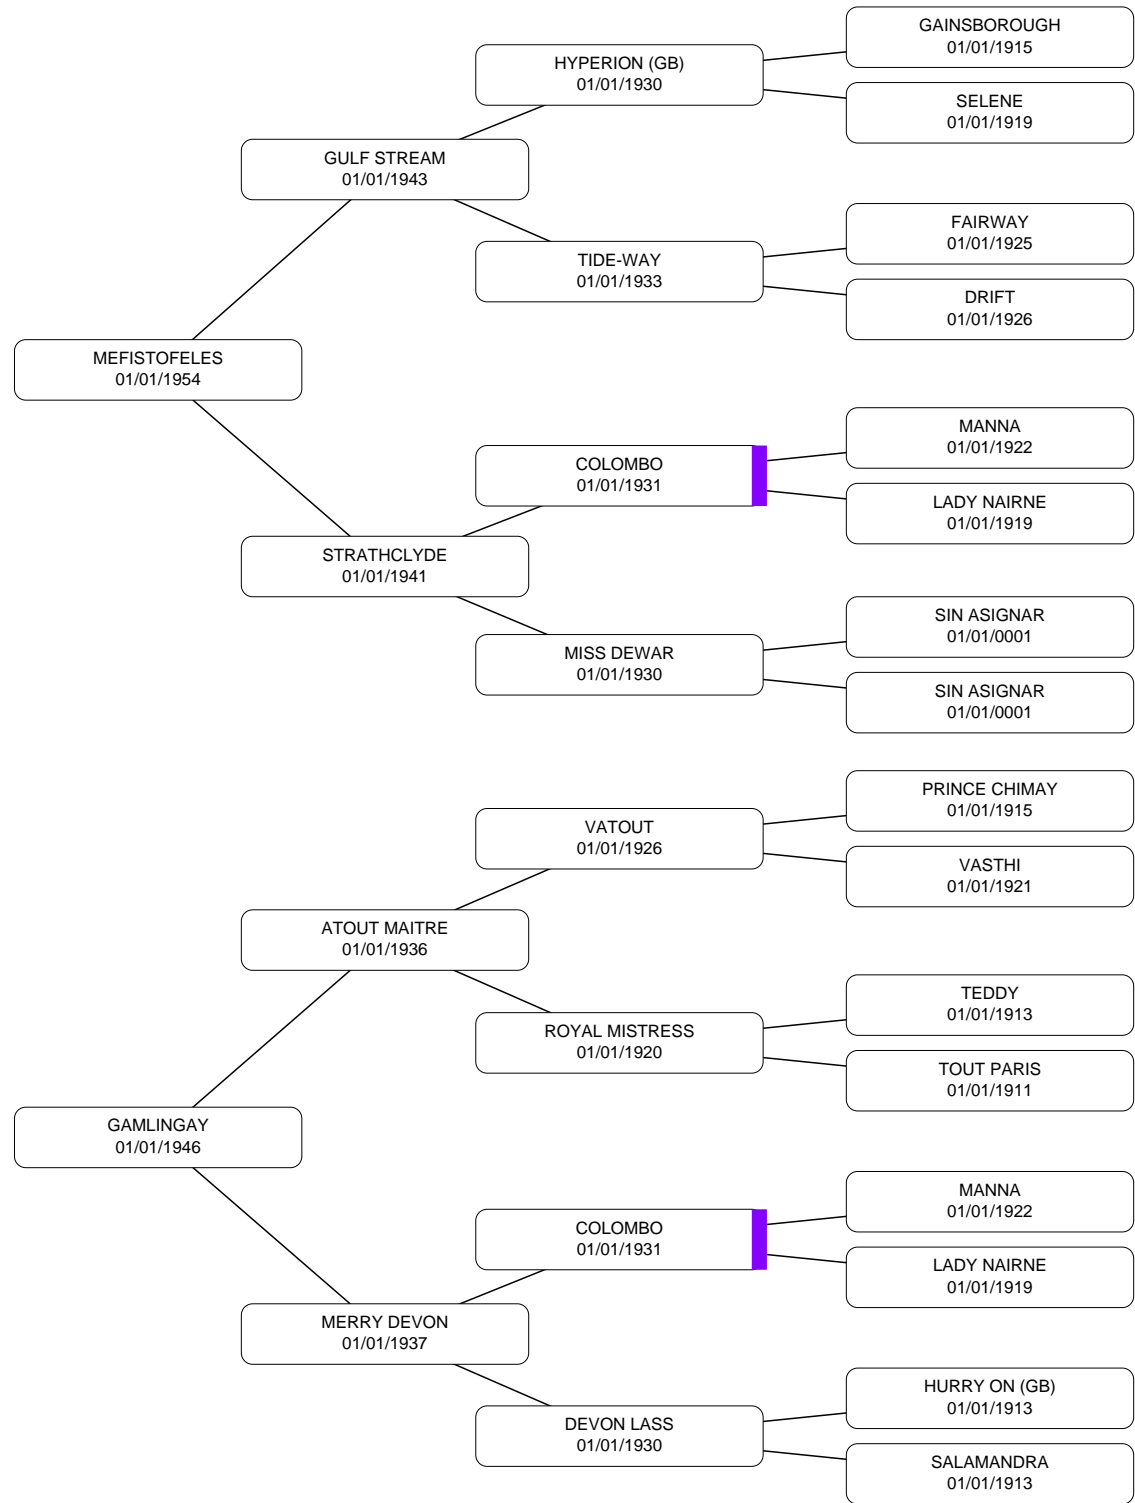 GAINSBOROUGH
01/01/1915
HYPERION (GB)
01/01/1930
SELENE
01/01/1919
GULF STREAM
01/01/1943
FAIRWAY
01/01/1925
TIDE-WAY
01/01/1933
DRIFT
01/01/1926
MEFISTOFELES
01/01/1954
MANNA
01/01/1922
COLOMBO
01/01/1931
LADY NAIRNE
01/01/1919
STRATHCLYDE
01/01/1941
SIN ASIGNAR
01/01/0001
MISS DEWAR
01/01/1930
SIN ASIGNAR
01/01/0001
PRINCE CHIMAY
01/01/1915
VATOUT
01/01/1926
VASTHI
01/01/1921
ATOUT MAITRE
01/01/1936
TEDDY
01/01/1913
ROYAL MISTRESS
01/01/1920
TOUT PARIS
01/01/1911
GAMLINGAY
01/01/1946
MANNA
01/01/1922
COLOMBO
01/01/1931
LADY NAIRNE
01/01/1919
MERRY DEVON
01/01/1937
HURRY ON (GB)
01/01/1913
DEVON LASS
01/01/1930
SALAMANDRA
01/01/1913